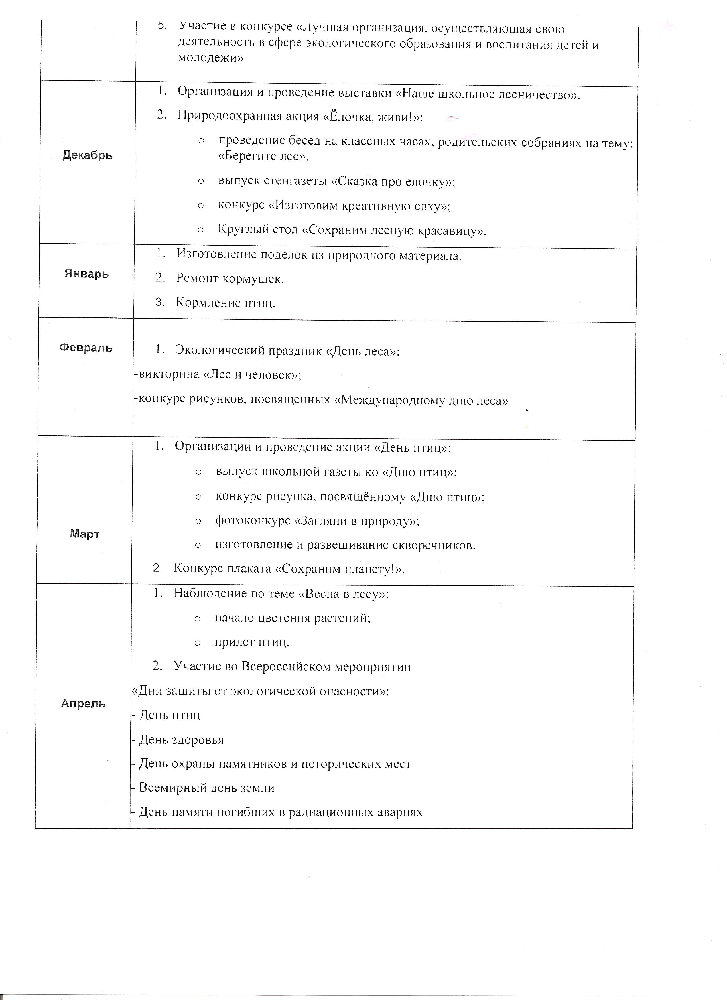 5. Участие в конкурсе «Лучшая организация, осуществляющая свою
деятельность в сфере экологического образования и воспитания детей и
молодежи»
Декабрь
1. Организация и проведение выставки «Наше школьное лесничество».
2. Природоохранная акция «Ёлочка, живи!»:
o проведение бесед на классных часах, родительских собраниях на тему:
«Берегите лес».
o выпуск стенгазеты «Сказка про елочку»;
o конкурс «Изготовим креативную елку»;
o Круглый стол «Сохраним лесную красавицу».
Январь
1. Изготовление поделок из природного материала.
2. Ремонт кормушек.
3. Кормление птиц.
Февраль
1. Экологический праздник «День леса»:
-викторина «Лес и человек»;
-конкурс рисунков, посвященных «Международному дню леса»
Март
1. Организации и проведение акции «День птиц»:
o выпуск школьной газеты ко «Дню птиц»;
o конкурс рисунка, посвящённому «Дню птиц»;
o фотоконкурс «Загляни в природу»;
o изготовление и развешивание скворечников.
2. Конкурс плаката «Сохраним планету!».
Апрель
1. Наблюдение по теме «Весна в лесу»:
o начало цветения растений;
o прилет птиц.
2. Участие во Всероссийском мероприятии
«Дни защиты от экологической опасности»:
- День птиц
- День здоровья
- День охраны памятников и исторических мест
- Всемирный день земли
- День памяти погибших в радиационных авариях